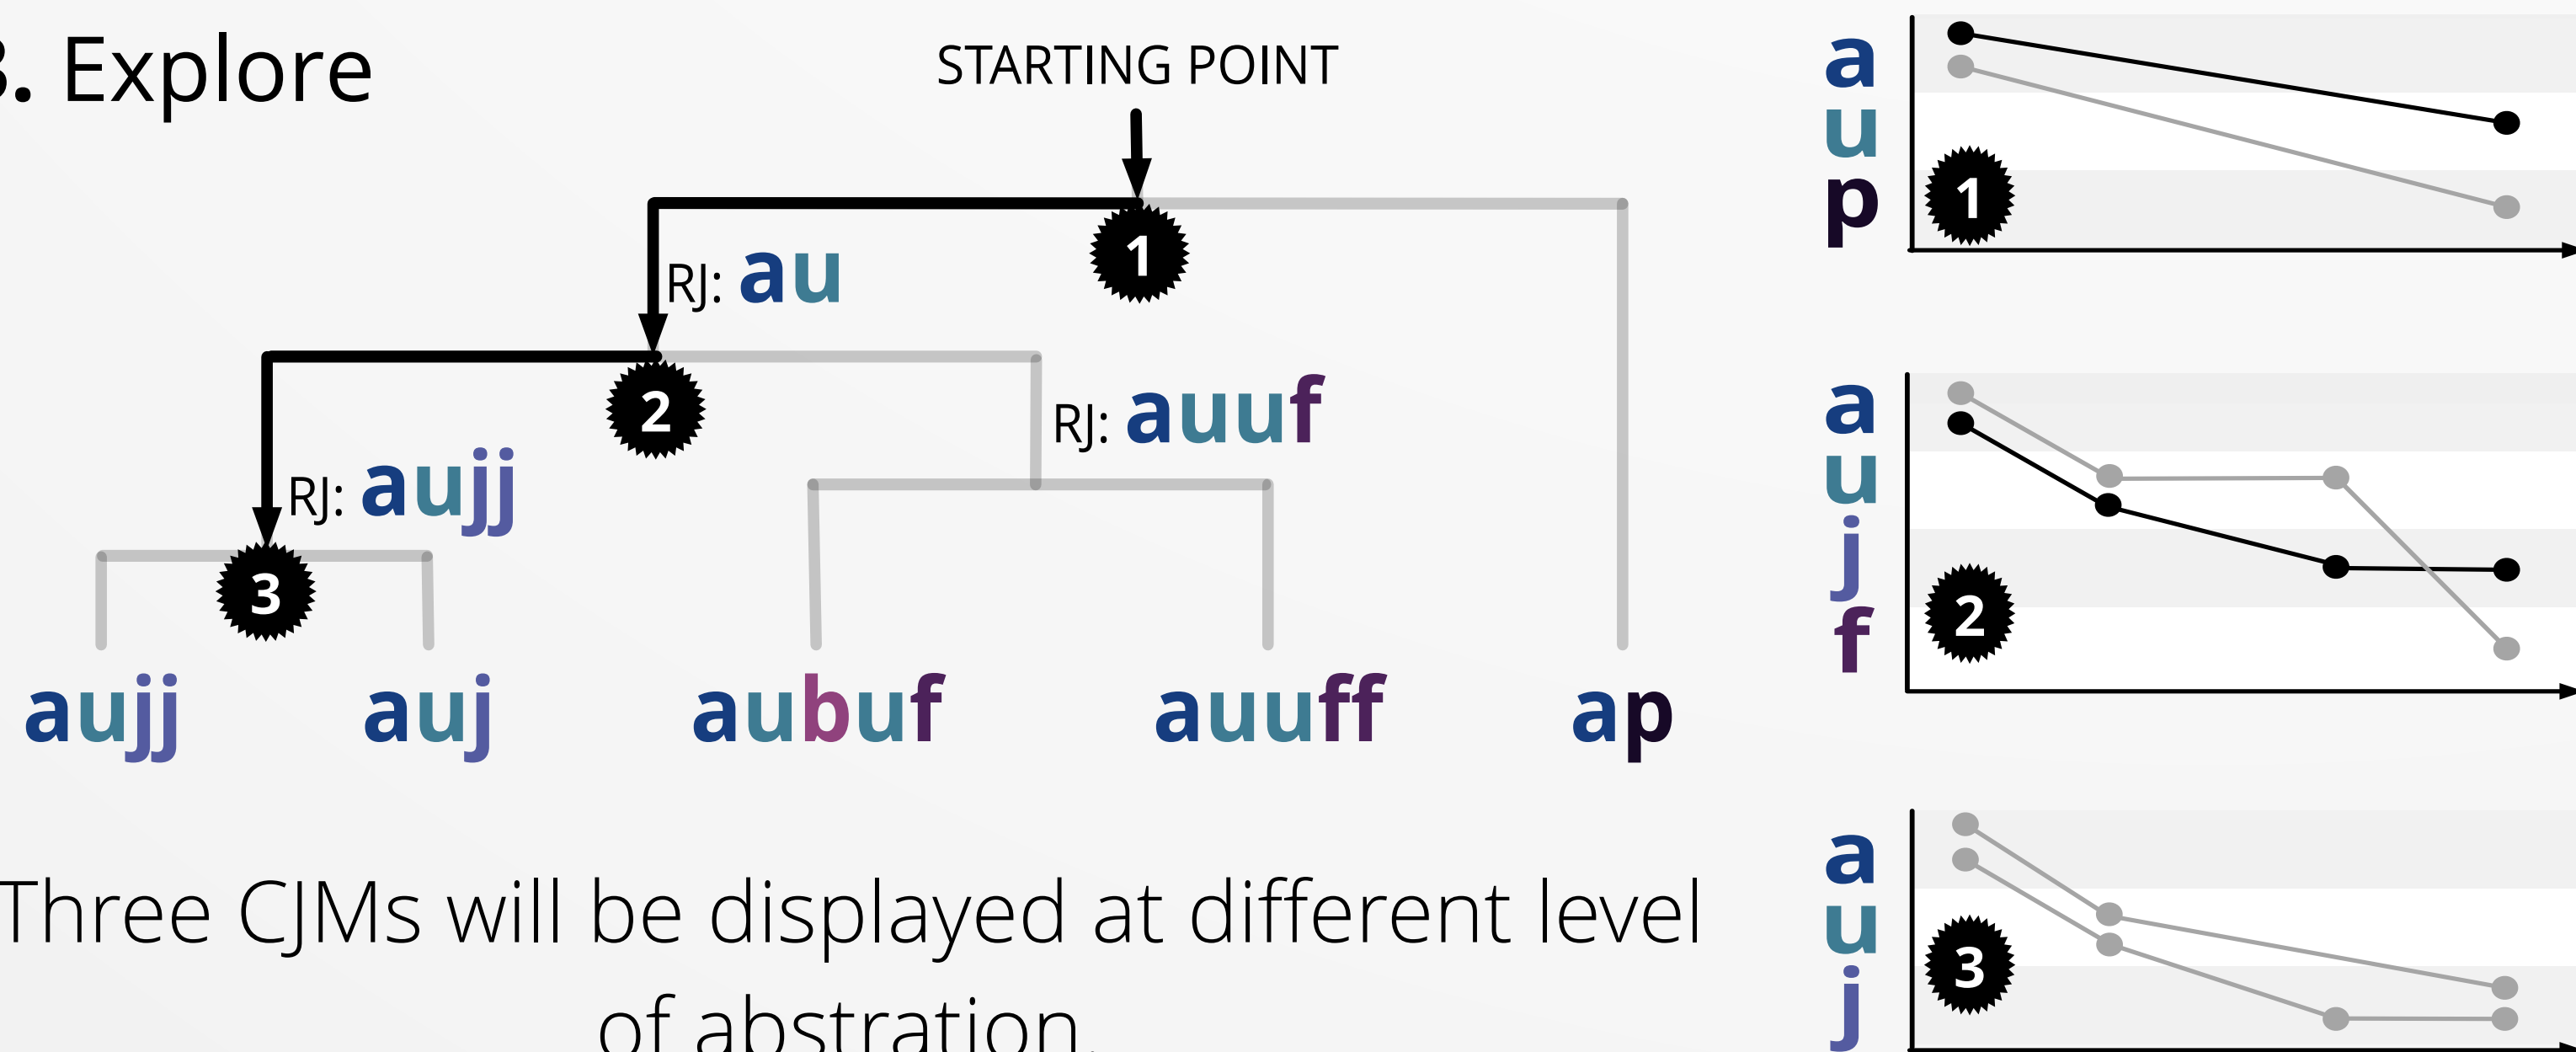 3. Explore
STARTING POINT
1
RJ: au
2
RJ: auuf
RJ: aujj
3
aujj auj aubuf auuff ap
Three CJMs will be displayed at different level
of abstration.
a
u
p
1
a
u
j
f
2
a
u
j
3